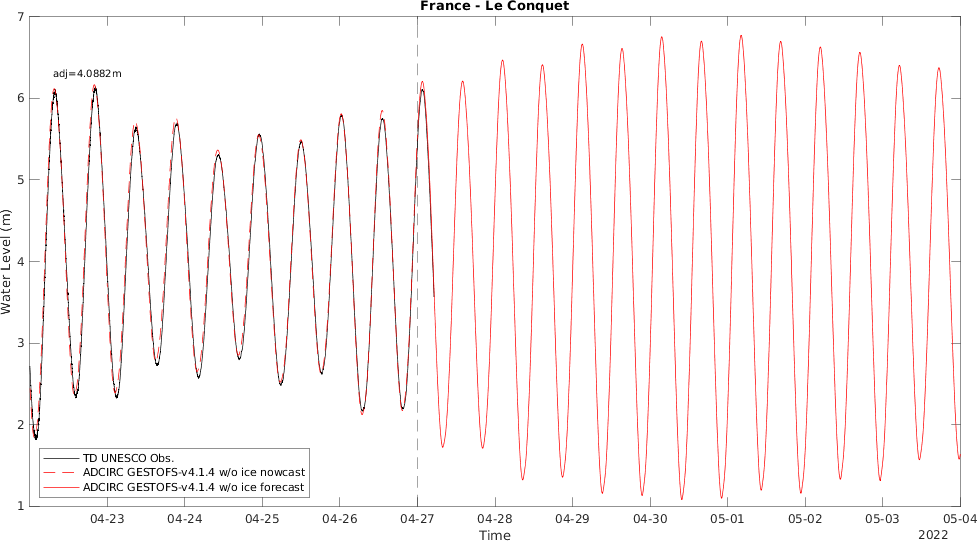 France - Le Conquet
adj=4.0882m
7
6
5
4
3
2
1
Water Level (m)
TD UNESCO Obs.
ADCIRC GESTOFS-v4.1.4 w/o ice nowcast
ADCIRC GESTOFS-v4.1.4 w/o ice forecast
04-23 04-24 04-25 04-26 04-27 04-28 04-29 04-30 05-01 05-02 05-03 05-04
Time
2022